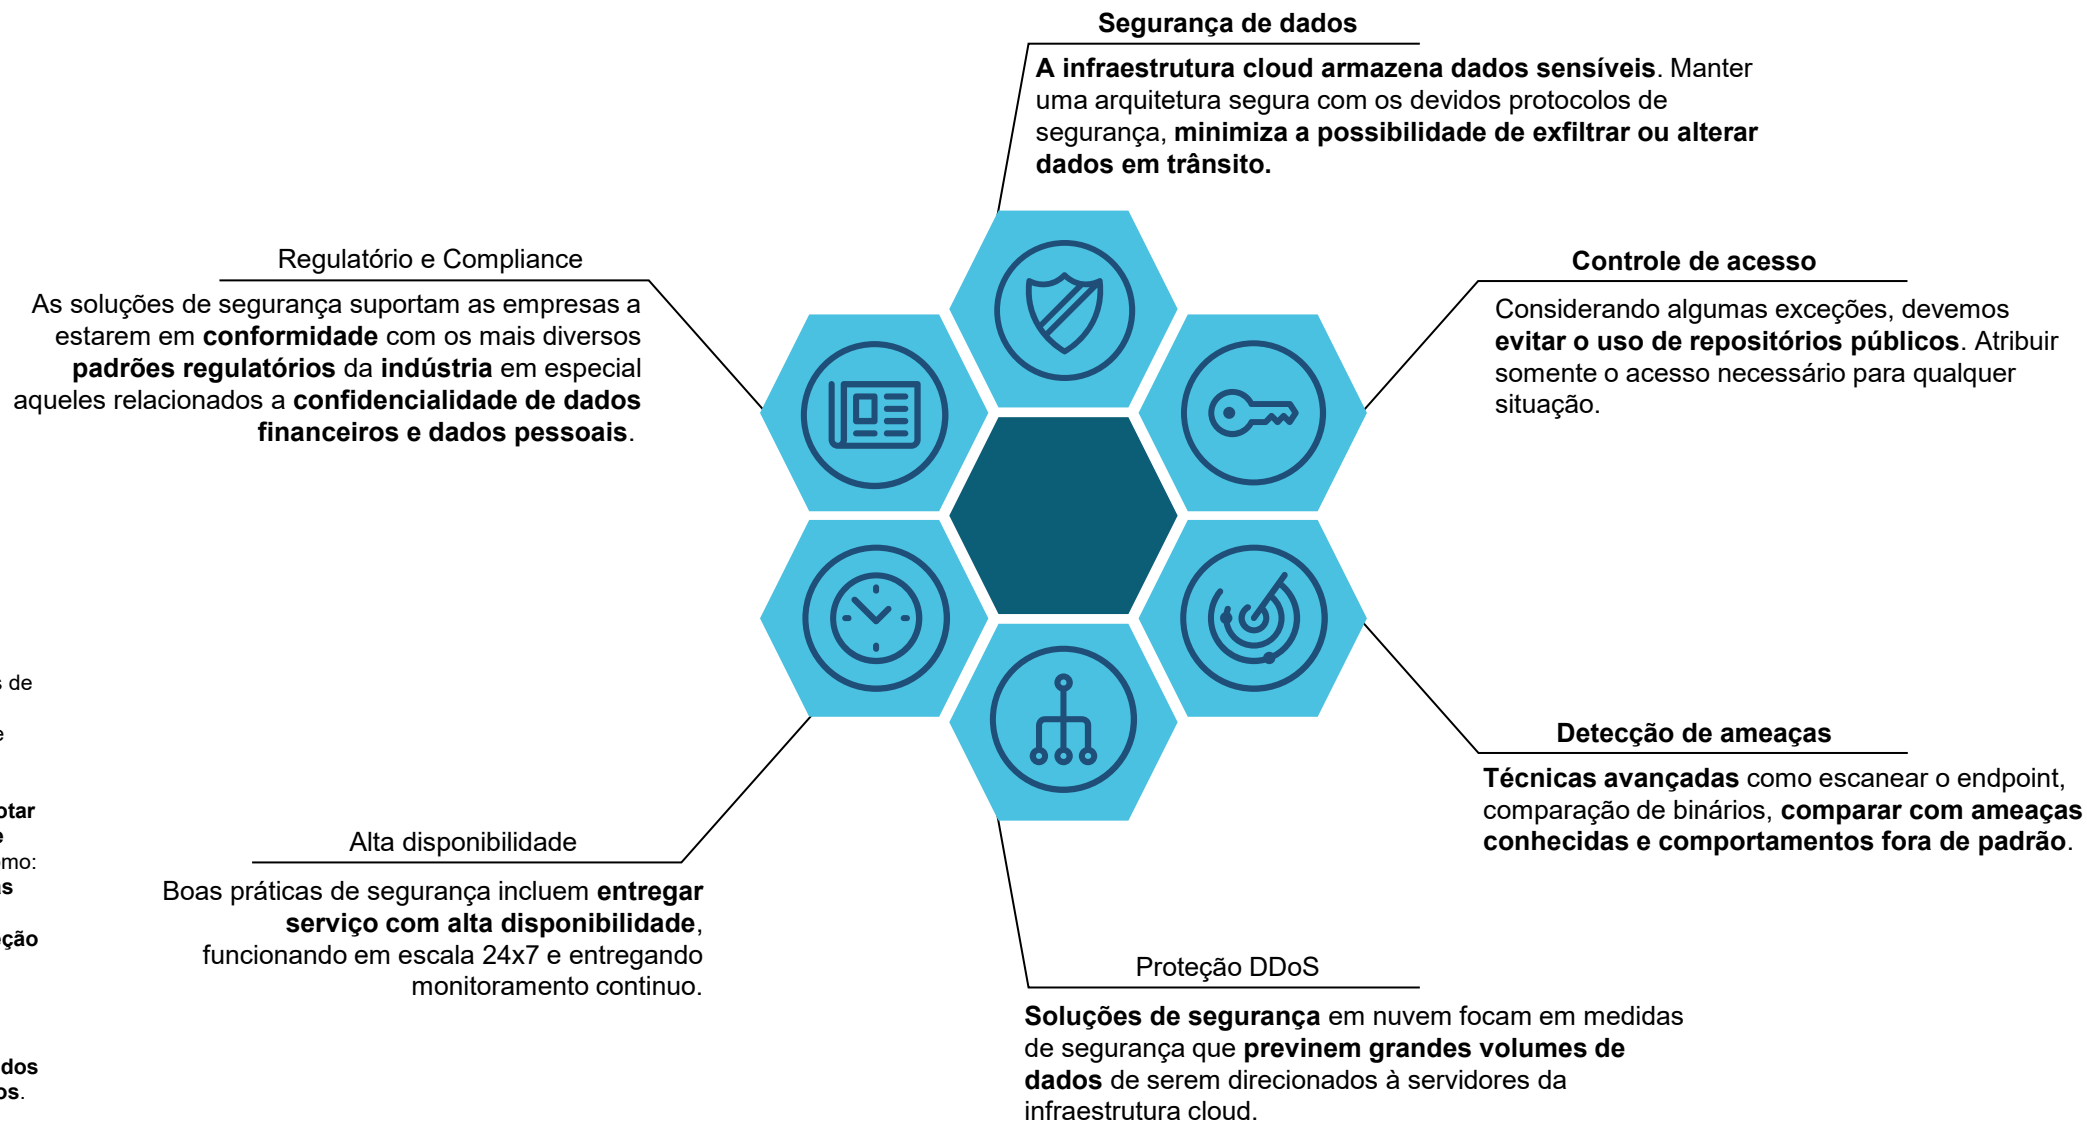 Segurança de dados
A infraestrutura cloud armazena dados sensíveis. Manter
uma arquitetura segura com os devidos protocolos de
segurança, minimiza a possibilidade de exfiltrar ou alterar
dados em trânsito.
Regulatório e Compliance
As soluções de segurança suportam as empresas a
estarem em conformidade com os mais diversos
padrões regulatórios da indústria em especial
aqueles relacionados a confidencialidade de dados
financeiros e dados pessoais.
Controle de acesso
Considerando algumas exceções, devemos
evitar o uso de repositórios públicos. Atribuir
somente o acesso necessário para qualquer
situação.
Detecção de ameaças
Técnicas avançadas como escanear o endpoint,
comparação de binários, comparar com ameaças
conhecidas e comportamentos fora de padrão.
Alta disponibilidade
Boas práticas de segurança incluem entregar
serviço com alta disponibilidade,
funcionando em escala 24x7 e entregando
monitoramento continuo.
Proteção DDoS
Soluções de segurança em nuvem focam em medidas
de segurança que previnem grandes volumes de
dados de serem direcionados à servidores da
infraestrutura cloud.
de